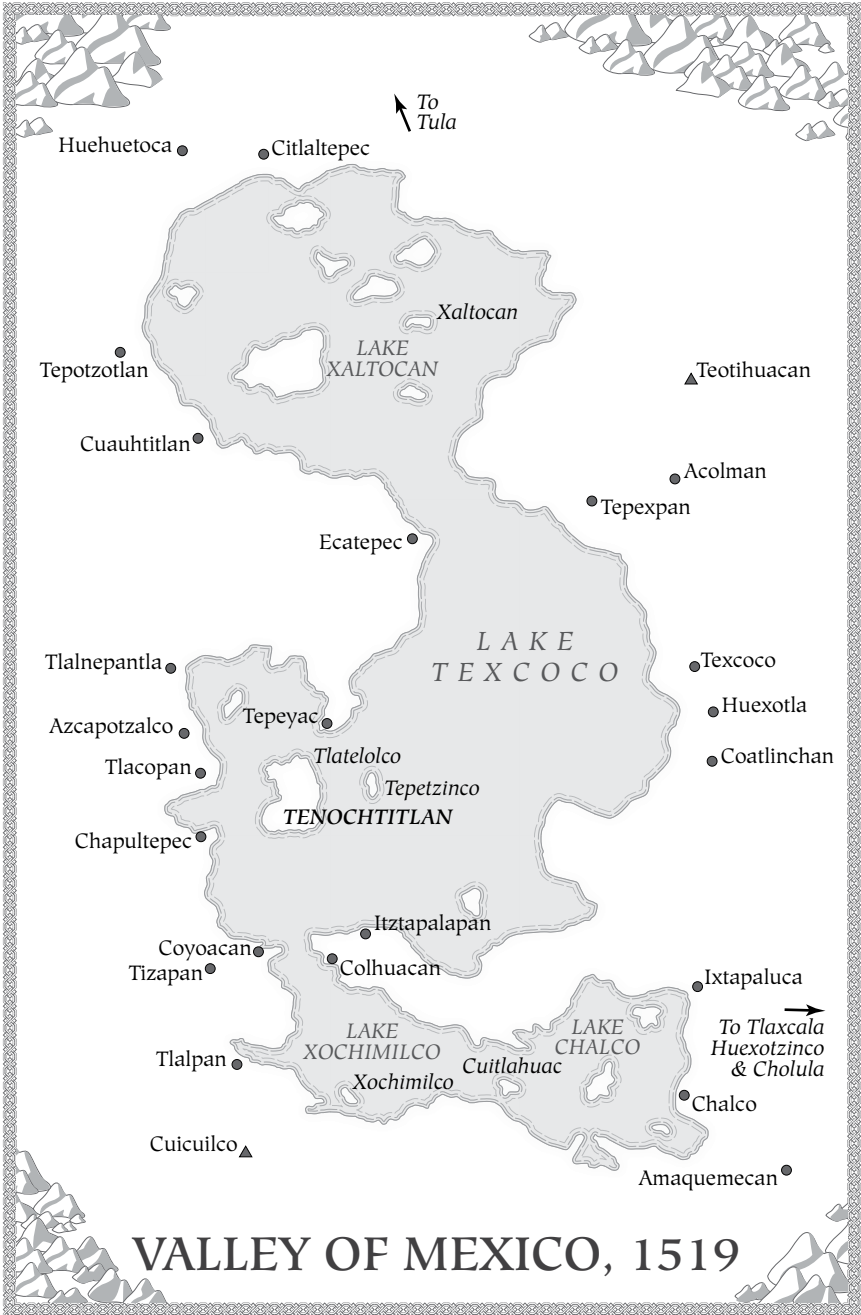 To
Tula
Huehuetoca
Citlaltepec
Xaltocan
LAKE
XALTOCAN
Tepotzotlan
Teotihuacan
Cuauhtitlan
Acolman
Tepexpan
Ecatepec
LAKE
TEXCOCO
Tlalnepantla
Texcoco
Huexotla
Tepeyac
Azcapotzalco
Tlatelolco
Coatlinchan
Tlacopan
Tepetzinco
TENOCHTITLAN
Chapultepec
Itztapalapan
Coyoacan
Colhuacan
Tizapan
Ixtapaluca
To Tlaxcala
Huexotzinco
& Cholula
LAKE
XOCHIMILCO
LAKE
CHALCO
Tlalpan
Cuitlahuac
Xochimilco
Chalco
Cuicuilco
Amaquemecan
VALLEY OF MEXICO, 1519